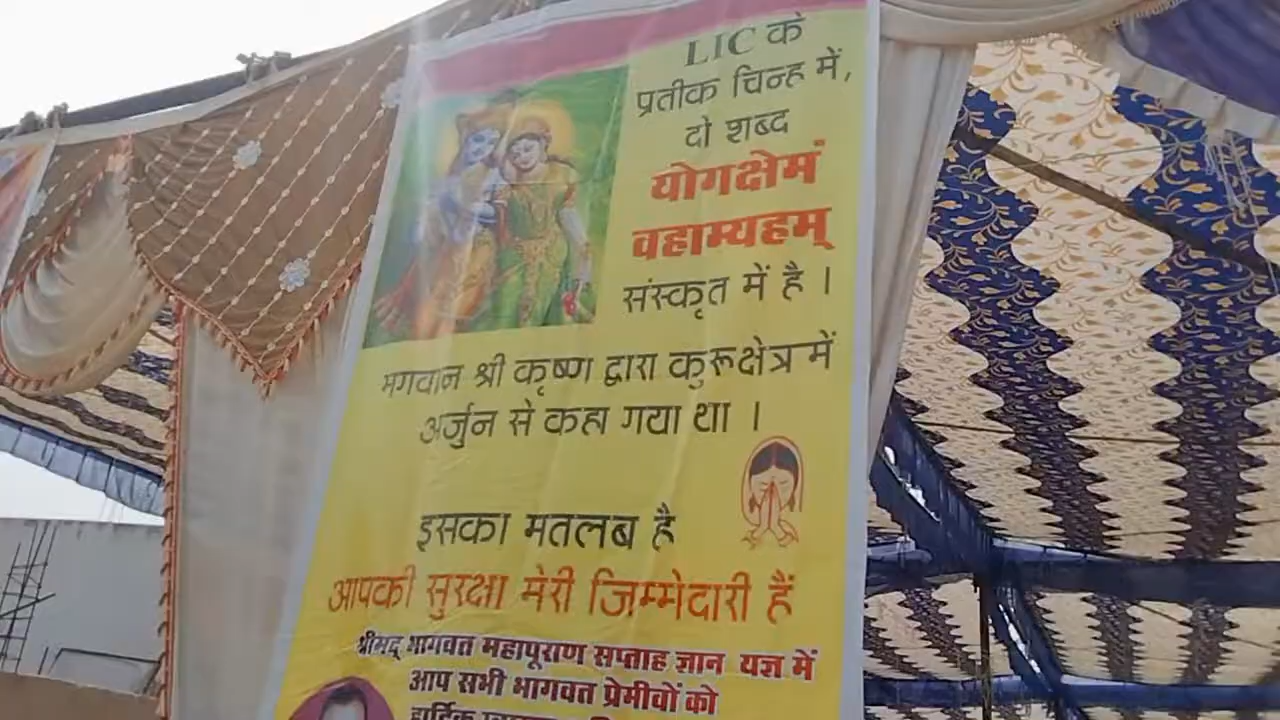 LIC के
प्रतीक चिन्ह में,
दो शब्द
योगक्षेमं
वहाम्यहम्
संस्कृत में है ।
भगवान श्री कृष्ण द्वारा कुरूक्षेत्र में
अर्जुन से कहा गया था ।
इसका मतलब है
आपकी सुरक्षा मेरी जिम्मेदारी हैं
श्रीमद् भागवत महापूराण सप्ताह ज्ञान यज्ञ में
आप सभी भागवत प्रेमीयों को
हार्दिक